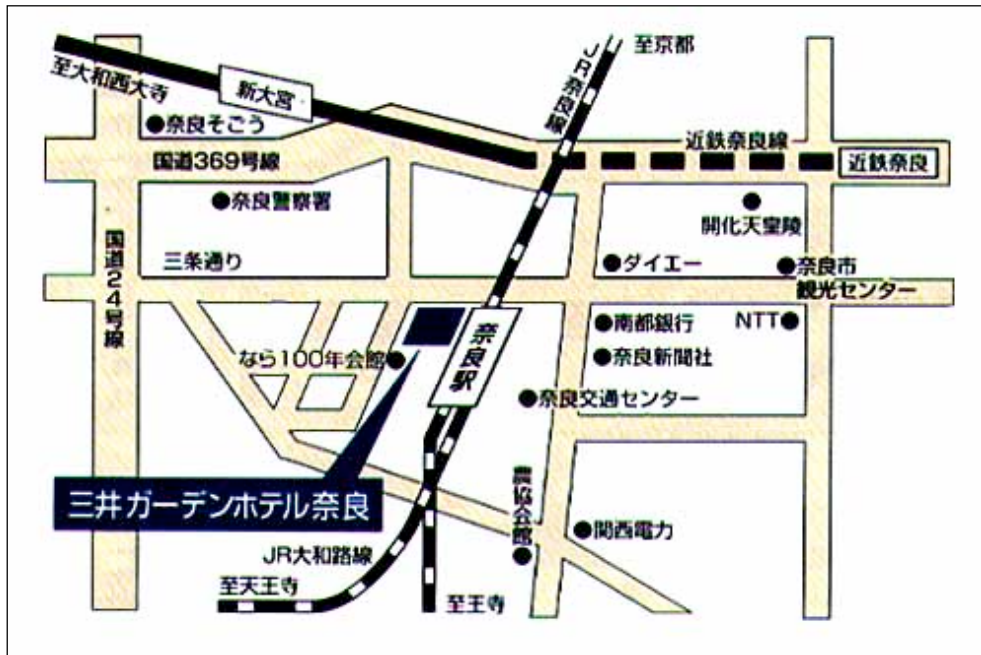 至京都
至大和西大寺
新大宮
JR奈良線
奈良そごう
国道369号線
近鉄奈良線
近鉄奈良
奈良警察署
開化天皇陵
国道24号線
三条通り
ダイエー
奈良市
観光センター
南都銀行
NTT
なら100年会館
奈良駅
奈良新聞社
奈良交通センター
三井ガーデンホテル奈良
農協会館
関西電力
JR大和路線
至天王寺
至王寺